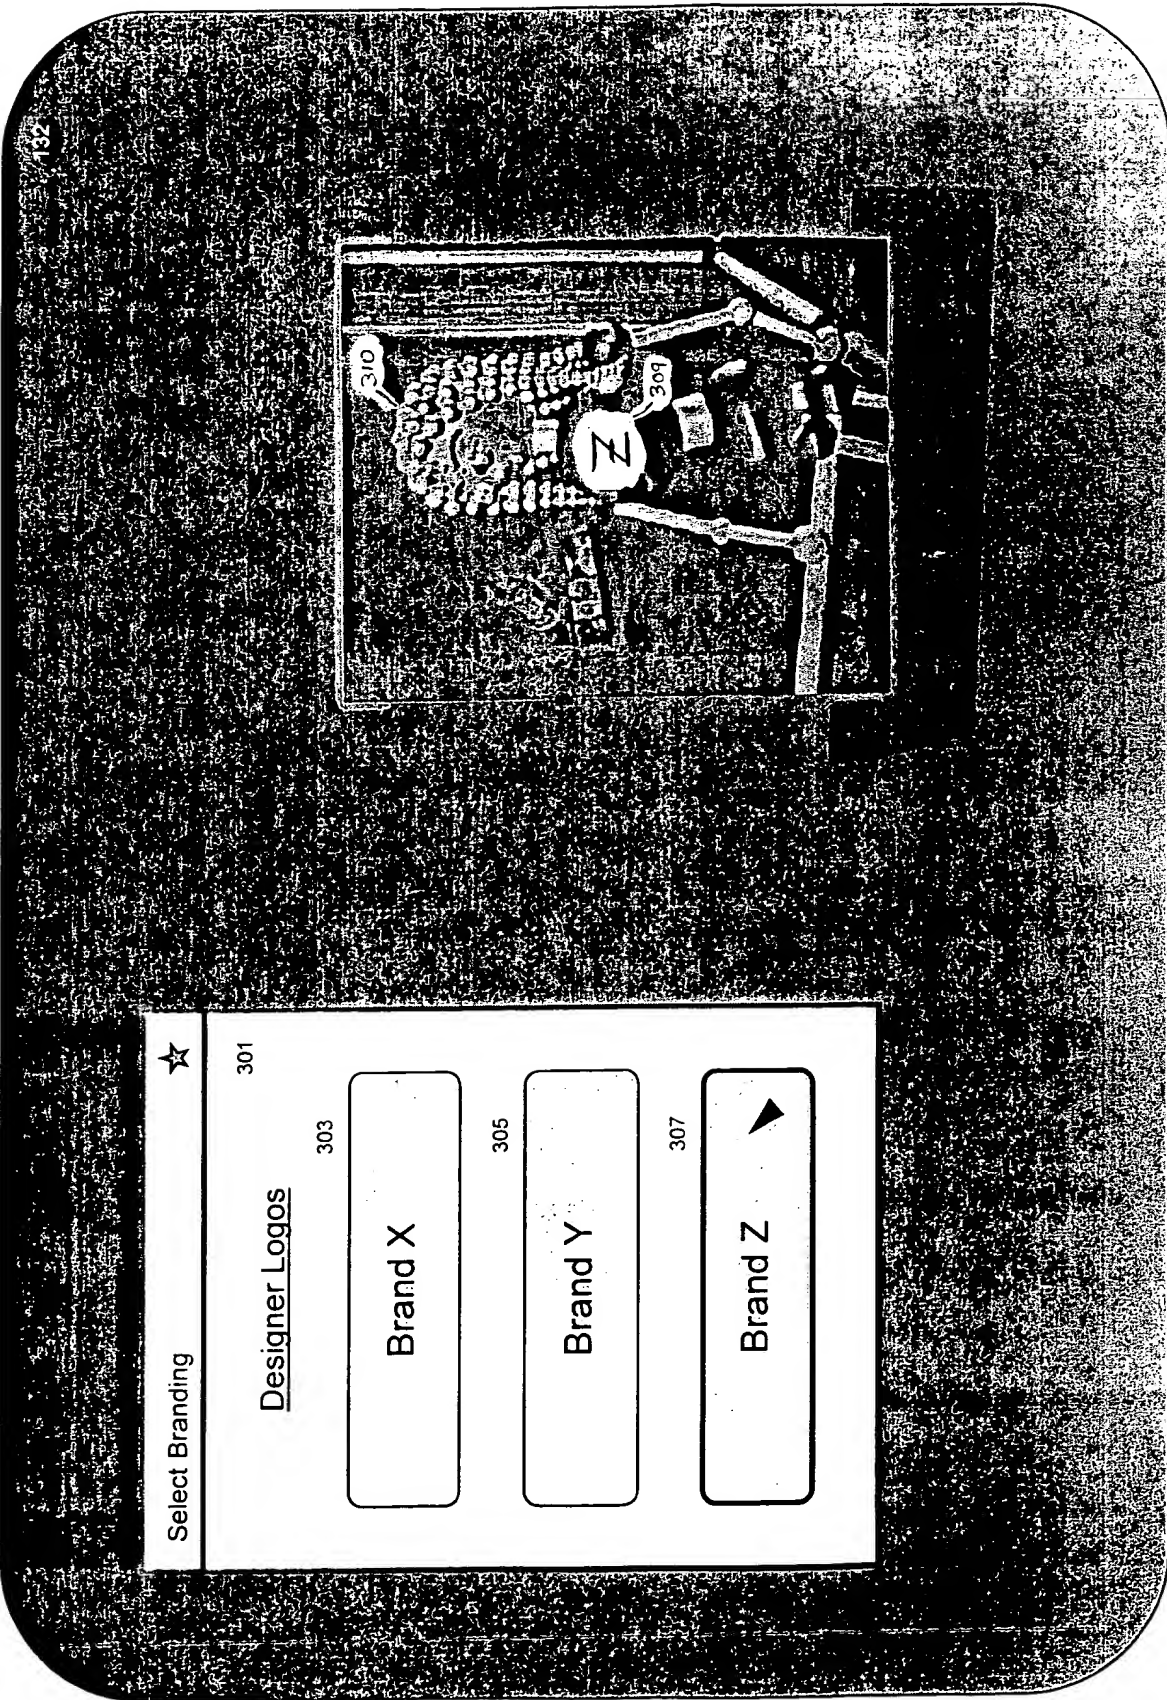 132
Select Branding
301
Designer Logos
303
Brand X
305
Brand Y
307
Brand Z
310
Z
309